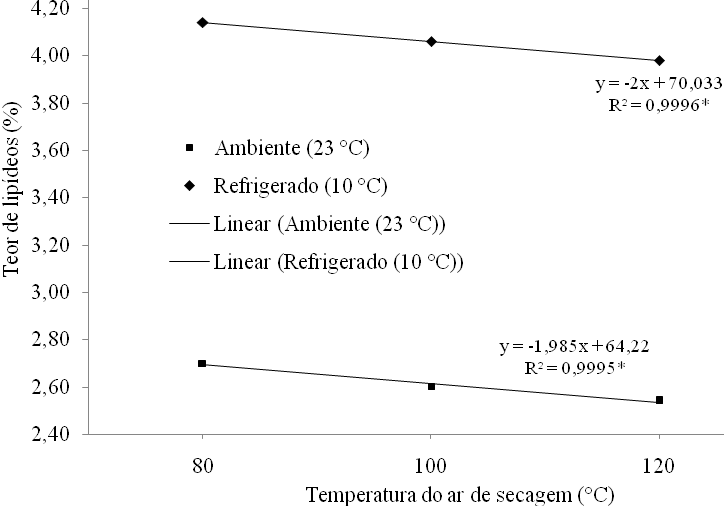 Teor de lipídeos (%)
4,20
4,00
3,80
3,60
3,40
3,20
3,00
2,80
2,60
2,40
y = -2x + 70,033
R² = 0,9996*
Ambiente (23 °C)
Refrigerado (10 °C)
Linear (Ambiente (23 °C))
Linear (Refrigerado (10 °C))
y = -1,985x + 64,22
R² = 0,9995*
80
100
120
Temperatura do ar de secagem (°C)